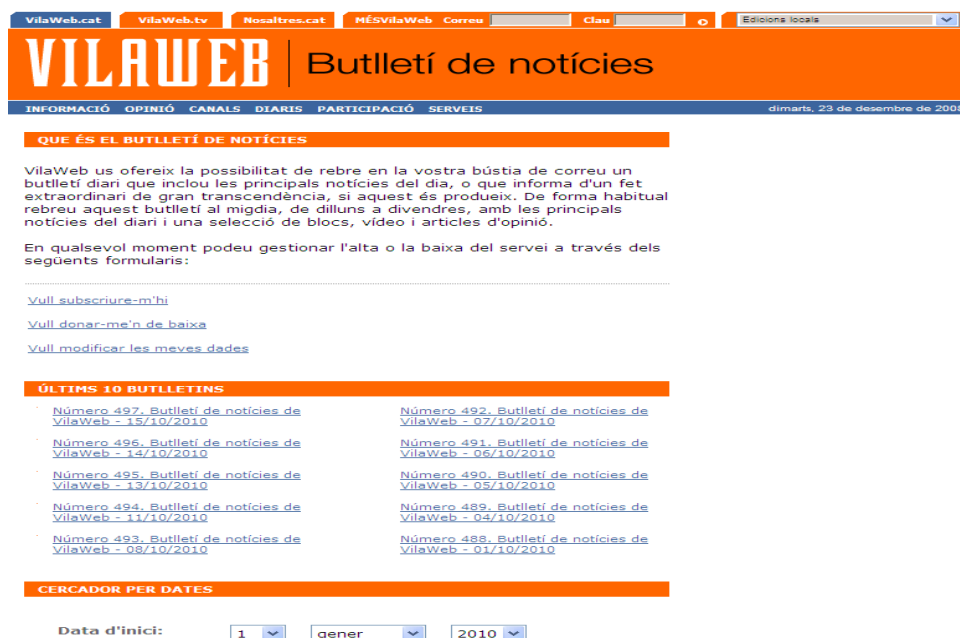 VilaWeb.cat VilaWeb.tv Nosaltres.cat MÉSVilaWeb Correu Clau Edicions locals
VILAWEB Butlletí de notícies
INFORMACIÓ OPINIÓ CANALS DIARIS PARTICIPACIÓ SERVEIS dimarts, 23 de desembre de 2008
QUE ÉS EL BUTLLETÍ DE NOTÍCIES
VilaWeb us ofereix la possibilitat de rebre en la vostra bústia de correu un
butlletí diari que inclou les principals notícies del dia, o que informa d'un fet
extraordinari de gran transcendència, si aquest és produeix. De forma habitual
rebreu aquest butlletí al migdia, de dilluns a divendres, amb les principals
notícies del diari i una selecció de blocs, vídeo i articles d'opinió.
En qualsevol moment podeu gestionar l'alta o la baixa del servei a través dels
següents formularis:
Vull subscriure-m'hi
Vull donar-me'n de baixa
Vull modificar les meves dades
ÚLTIMS 10 BUTLLETINS
Número 497. Butlletí de notícies de
VilaWeb - 15/10/2010
Número 496. Butlletí de notícies de
VilaWeb - 14/10/2010
Número 495. Butlletí de notícies de
VilaWeb - 13/10/2010
Número 494. Butlletí de notícies de
VilaWeb - 11/10/2010
Número 493. Butlletí de notícies de
VilaWeb - 08/10/2010
Número 492. Butlletí de notícies de
VilaWeb - 07/10/2010
Número 491. Butlletí de notícies de
VilaWeb - 06/10/2010
Número 490. Butlletí de notícies de
VilaWeb - 05/10/2010
Número 489. Butlletí de notícies de
VilaWeb - 04/10/2010
Número 488. Butlletí de notícies de
VilaWeb - 01/10/2010
CERCADOR PER DATES
Data d'inici: 1 gener 2010